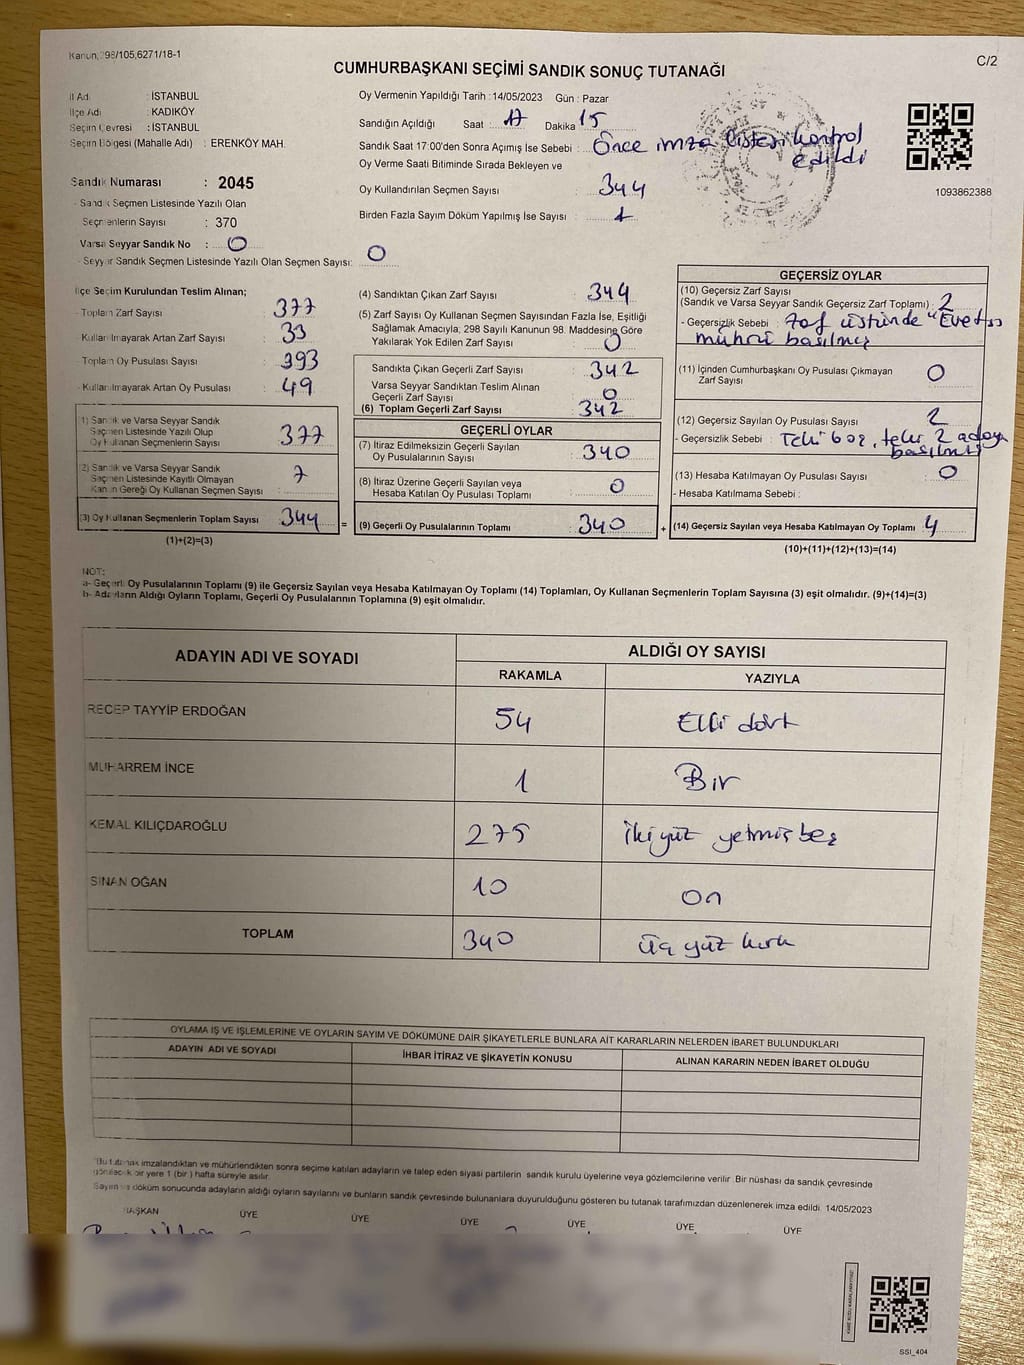 Kanun, 298/105,6271/18-1
C/2
CUMHURBAŞKANI SEÇİMİ SANDIK SONUÇ TUTANAĞI
İl Adı : İSTANBUL
İlçe Adı : KADIKÖY
Seçim Çevresi : İSTANBUL
Seçim Bölgesi (Mahalle Adı) : ERENKÖY MAH.
Sandık Numarası : 2045
- Sandık Seçmen Listesinde Yazılı Olan
Seçmenlerin Sayısı : 370
Varsa Seyyar Sandık No : 0
- Seyyar Sandık Seçmen Listesinde Yazılı Olan Seçmen Sayısı: 0
Oy Vermenin Yapıldığı Tarih : 14/05/2023 Gün : Pazar
Sandığın Açıldığı Saat : 17 Dakika 15
Sandık Saat 17:00'den Sonra Açımış İse Sebebi : Önce imza listesi kontrol
edildi
Oy Verme Saati Bitiminde Sırada Bekleyen ve
Oy Kullandırılan Seçmen Sayısı 344
Birden Fazla Sayım Döküm Yapılmış İse Sayısı : 1
1093862388
İlçe Seçim Kurulundan Teslim Alınan;
- Toplam Zarf Sayısı : 377
- Kullanılmayarak Artan Zarf Sayısı : 33
- Toplam Oy Pusulası Sayısı : 393
- Kullanılmayarak Artan Oy Pusulası : 49
(1) Sandık ve Varsa Seyyar Sandık
Seçmen Listesinde Yazılı Olup
Oy Kullanan Seçmenlerin Sayısı : 377
(2) Sandık ve Varsa Seyyar Sandık
Seçmen Listesinde Kayıtlı Olmayan
Kanun Gereği Oy Kullanan Seçmen Sayısı : 7
(3) Oy Kullanan Seçmenlerin Toplam Sayısı : 344 =
(1)+(2)=(3)
(4) Sandıktan Çıkan Zarf Sayısı : 344
(5) Zarf Sayısı Oy Kullanan Seçmen Sayısından Fazla İse, Eşitliği
Sağlamak Amacıyla; 298 Sayılı Kanunun 98. Maddesine Göre
Yakılarak Yok Edilen Zarf Sayısı : 0
Sandıkta Çıkan Geçerli Zarf Sayısı : 342
Varsa Seyyar Sandıktan Teslim Alınan
Geçerli Zarf Sayısı : 0
(6) Toplam Geçerli Zarf Sayısı : 342
GEÇERLİ OYLAR
(7) İtiraz Edilmeksizin Geçerli Sayılan
Oy Pusulalarının Sayısı : 340
(8) İtiraz Üzerine Geçerli Sayılan veya
Hesaba Katılan Oy Pusulası Toplamı : 0
(9) Geçerli Oy Pusulalarının Toplamı : 340 +
GEÇERSİZ OYLAR
(10) Geçersiz Zarf Sayısı
(Sandık ve Varsa Seyyar Sandık Geçersiz Zarf Toplamı) : 2
- Geçersizlik Sebebi : üstünde "Evet"
mührü basılmış
(11) İçinden Cumhurbaşkanı Oy Pusulası Çıkmayan
Zarf Sayısı : 0
(12) Geçersiz Sayılan Oy Pusulası Sayısı : 2
- Geçersizlik Sebebi : Teki boş, teki 2 adaya
basılmış
(13) Hesaba Katılmayan Oy Pusulası Sayısı : 0
- Hesaba Katılmama Sebebi :
(14) Geçersiz Sayılan veya Hesaba Katılmayan Oy Toplamı : 4
(10)+(11)+(12)+(13)=(14)
NOT:
a- Geçerli Oy Pusulalarının Toplamı (9) ile Geçersiz Sayılan veya Hesaba Katılmayan Oy Toplamı (14) Toplamları, Oy Kullanan Seçmenlerin Toplam Sayısına (3) eşit olmalıdır. (9)+(14)=(3)
b- Adayların Aldığı Oyların Toplamı, Geçerli Oy Pusulalarının Toplamına (9) eşit olmalıdır.
ADAYIN ADI VE SOYADI
ALDIĞI OY SAYISI
RAKAMLA YAZIYLA
RECEP TAYYİP ERDOĞAN 54 Elli dört
MUHARREM İNCE 1 Bir
KEMAL KILIÇDAROĞLU 275 İki yüz yetmiş beş
SİNAN OĞAN 10 On
TOPLAM 340 Üç yüz kırk
OYLAMA İŞ VE İŞLEMLERİNE VE OYLARIN SAYIM VE DÖKÜMÜNE DAİR ŞİKAYETLERLE BUNLARA AİT KARARLARIN NELERDEN İBARET BULUNDUKLARI
ADAYIN ADI VE SOYADI İHBAR İTİRAZ VE ŞİKAYETİN KONUSU ALINAN KARARIN NEDEN İBARET OLDUĞU
Bu tutanak imzalandıktan ve mühürlendikten sonra seçime katılan adayların ve talep eden siyasi partilerin sandık kurulu üyelerine veya gözlemcilerine verilir. Bir nüshası da sandık çevresinde
görülecek bir yere 1 (bir) hafta süreyle asılır.
Sayım ve döküm sonucunda adayların aldığı oyların sayılarını ve bunların sandık çevresinde bulunanlara duyurulduğunu gösteren bu tutanak tarafımızdan düzenlenerek imza edildi. 14/05/2023
BAŞKAN ÜYE ÜYE ÜYE ÜYE ÜYE ÜYE
SSI_404